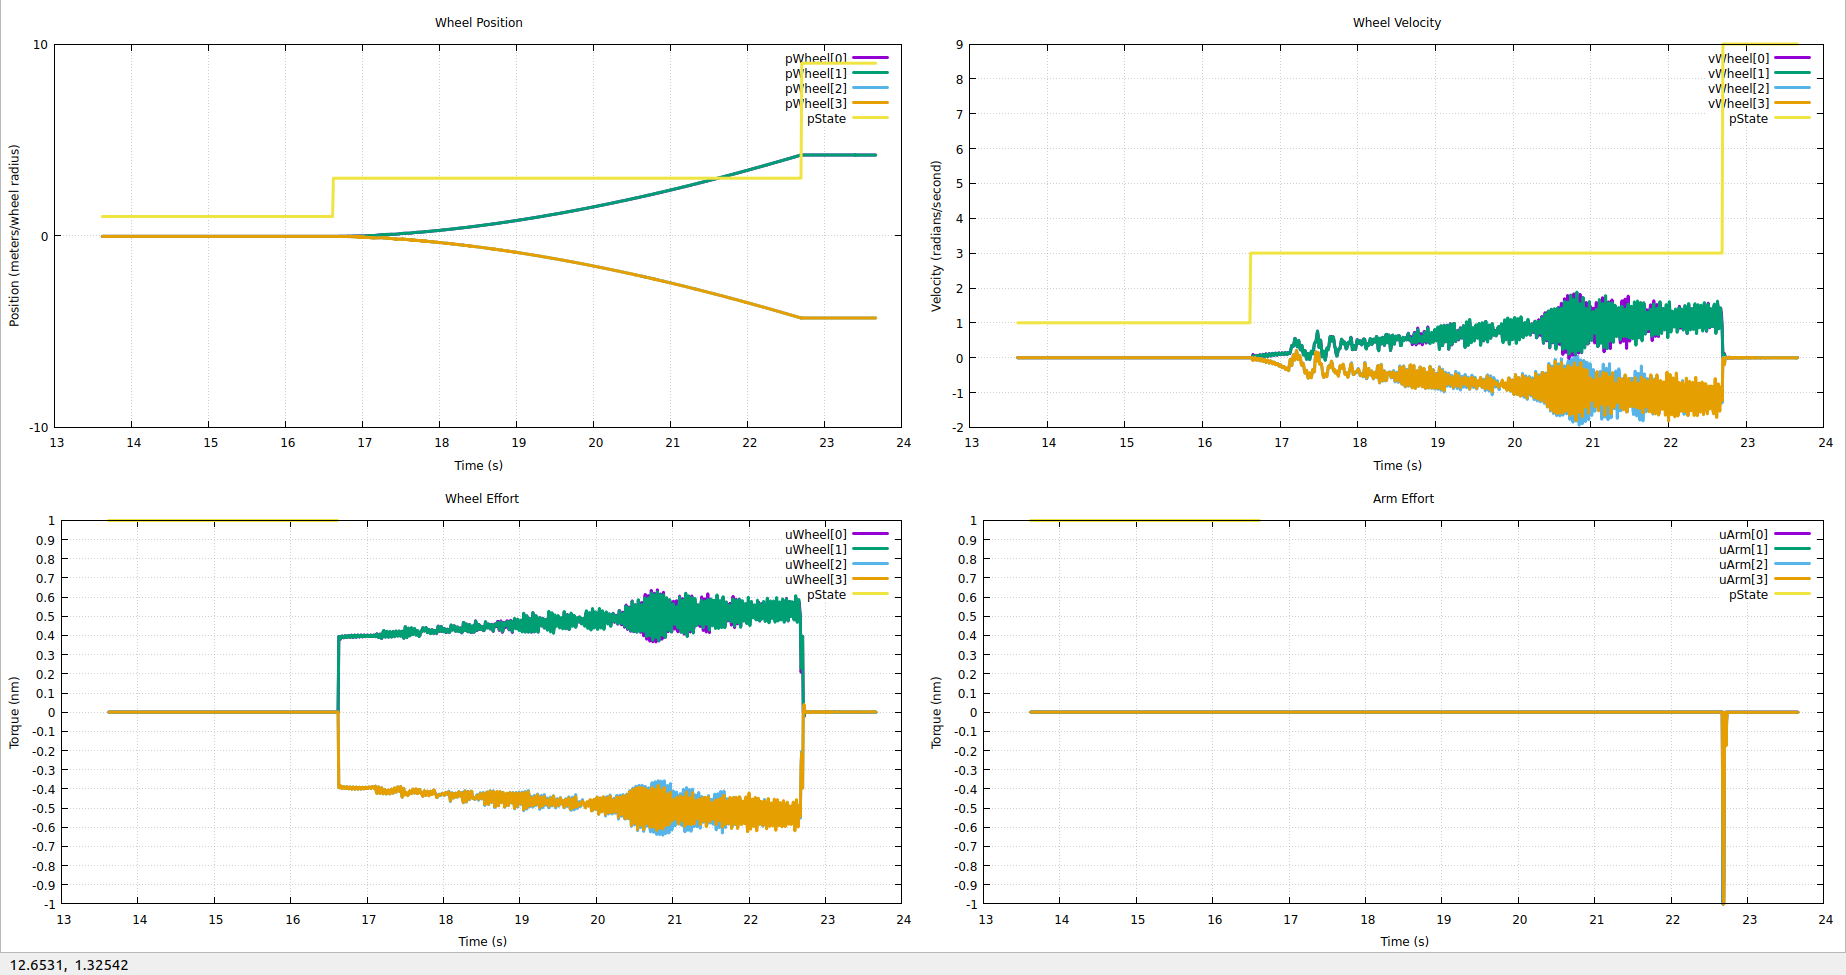 Wheel Position
10
0
-10
13 14 15 16 17 18 19 20 21 22 23 24
Time (s)
Position (meters/wheel radius)
pWheel[0]
pWheel[1]
pWheel[2]
pWheel[3]
pState
Wheel Velocity
9
8
7
6
5
4
3
2
1
0
-1
-2
13 14 15 16 17 18 19 20 21 22 23 24
Time (s)
Velocity (radians/second)
vWheel[0]
vWheel[1]
vWheel[2]
vWheel[3]
pState
Wheel Effort
1
0.9
0.8
0.7
0.6
0.5
0.4
0.3
0.2
0.1
0
-0.1
-0.2
-0.3
-0.4
-0.5
-0.6
-0.7
-0.8
-0.9
-1
13 14 15 16 17 18 19 20 21 22 23 24
Time (s)
Torque (nm)
uWheel[0]
uWheel[1]
uWheel[2]
uWheel[3]
pState
Arm Effort
1
0.9
0.8
0.7
0.6
0.5
0.4
0.3
0.2
0.1
0
-0.1
-0.2
-0.3
-0.4
-0.5
-0.6
-0.7
-0.8
-0.9
-1
13 14 15 16 17 18 19 20 21 22 23 24
Time (s)
Torque (nm)
uArm[0]
uArm[1]
uArm[2]
uArm[3]
pState
12.6531, 1.32542